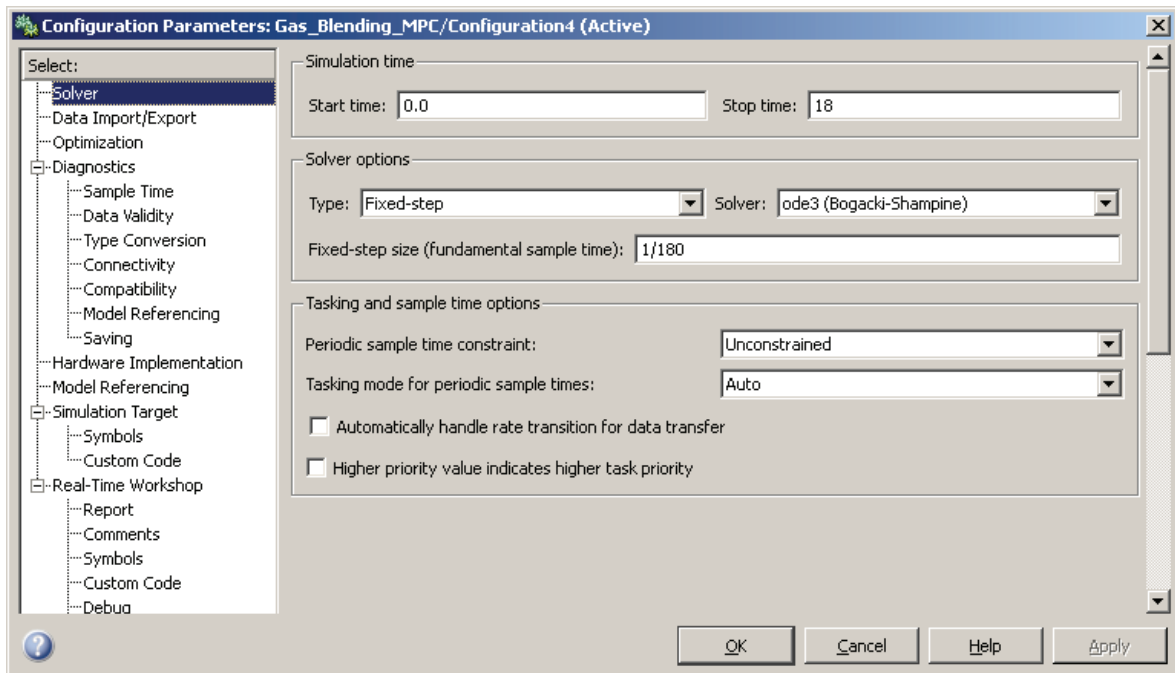 Configuration Parameters: Gas_Blending_MPC/Configuration4 (Active)
Select:
Solver
Data Import/Export
Optimization
Diagnostics
Sample Time
Data Validity
Type Conversion
Connectivity
Compatibility
Model Referencing
Saving
Hardware Implementation
Model Referencing
Simulation Target
Symbols
Custom Code
Real-Time Workshop
Report
Comments
Symbols
Custom Code
Debug
Simulation time
Start time: 0.0 Stop time: 18
Solver options
Type: Fixed-step Solver: ode3 (Bogacki-Shampine)
Fixed-step size (fundamental sample time): 1/180
Tasking and sample time options
Periodic sample time constraint: Unconstrained
Tasking mode for periodic sample times: Auto
Automatically handle rate transition for data transfer
Higher priority value indicates higher task priority
OK Cancel Help Apply